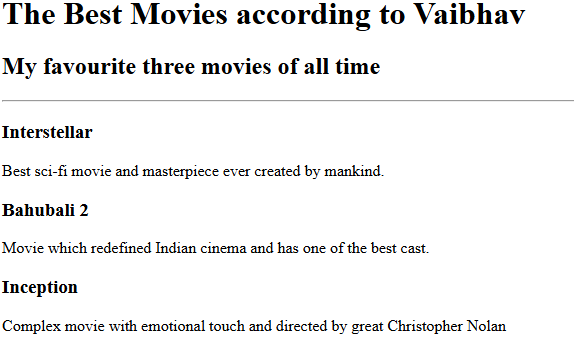 The Best Movies according to Vaibhav
My favourite three movies of all time
Interstellar
Best sci-fi movie and masterpiece ever created by mankind.
Bahubali 2
Movie which redefined Indian cinema and has one of the best cast.
Inception
Complex movie with emotional touch and directed by great Christopher Nolan